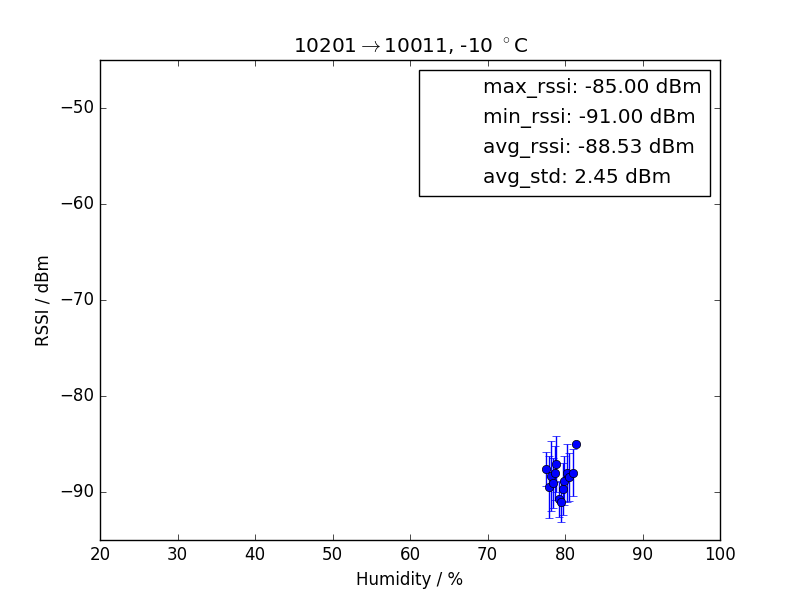 10201→10011, -10 °C
max_rssi: -85.00 dBm
min_rssi: -91.00 dBm
avg_rssi: -88.53 dBm
avg_std: 2.45 dBm
RSSI / dBm
−50
−60
−70
−80
−90
20 30 40 50 60 70 80 90 100
Humidity / %